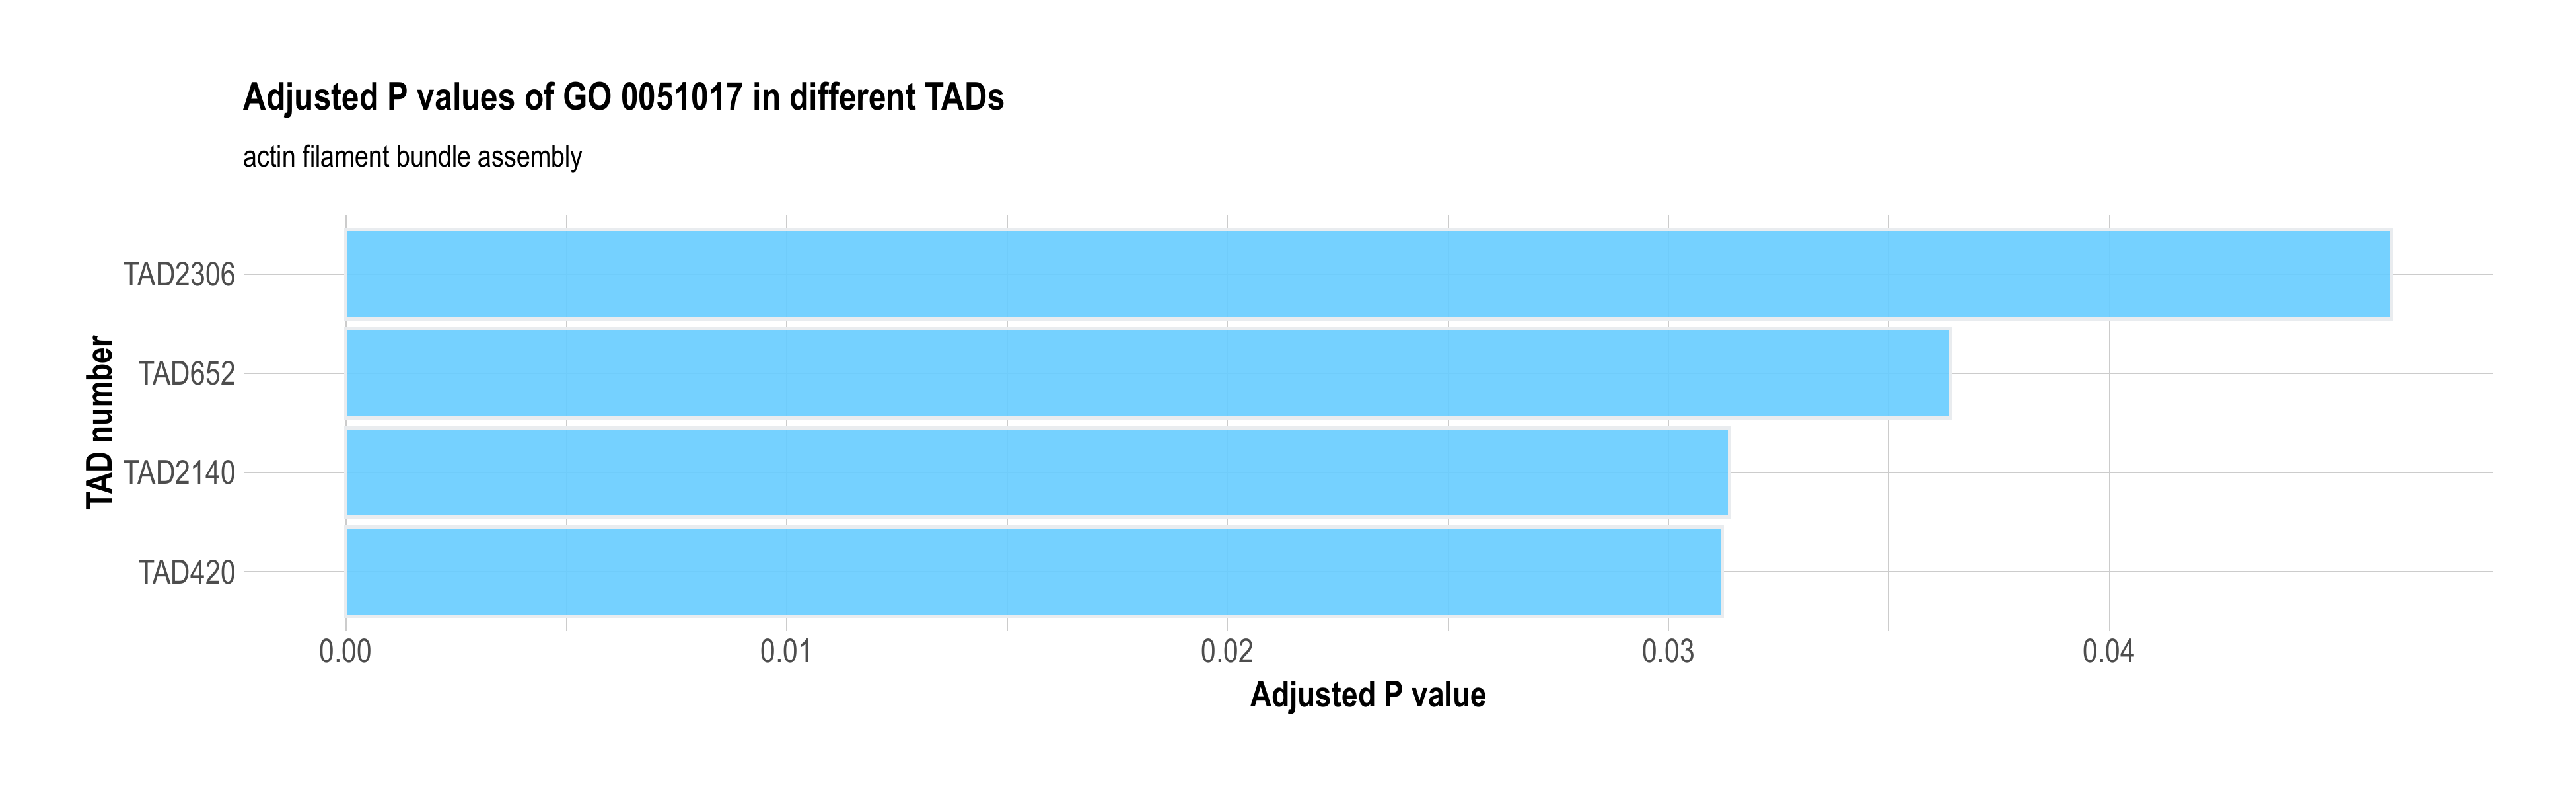 Adjusted P values of GO 0051017 in different TADs
actin filament bundle assembly
TAD number
TAD2306
TAD652
TAD2140
TAD420
0.00 0.01 0.02 0.03 0.04
Adjusted P value